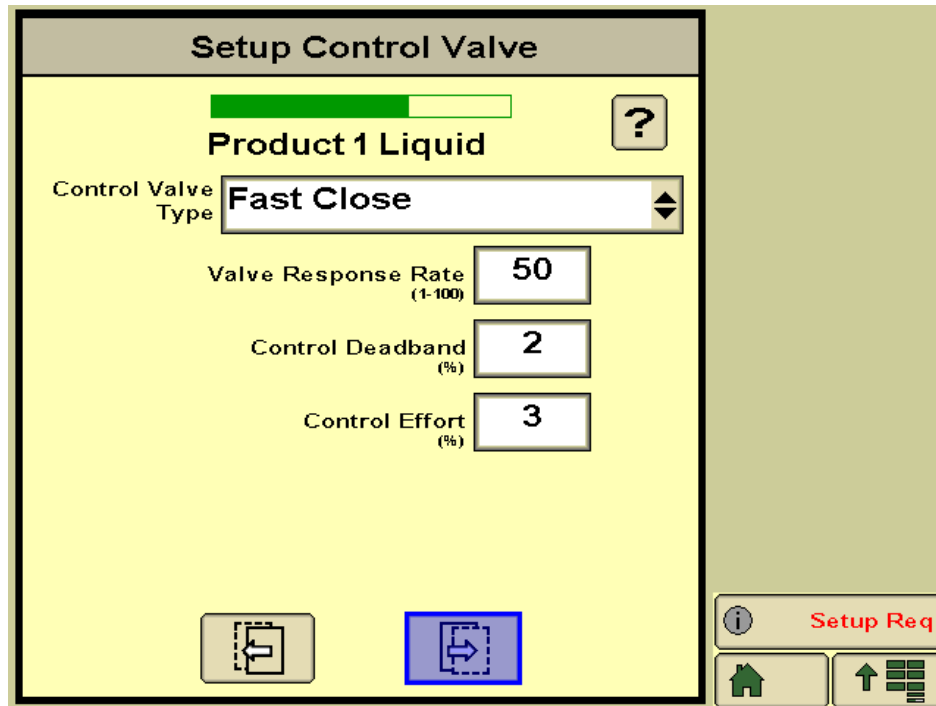 Setup Control Valve
?
Product 1 Liquid
Control Valve
Type
Fast Close
Valve Response Rate
(1-100)
50
Control Deadband
(%)
2
Control Effort
(%)
3
i
Setup Req